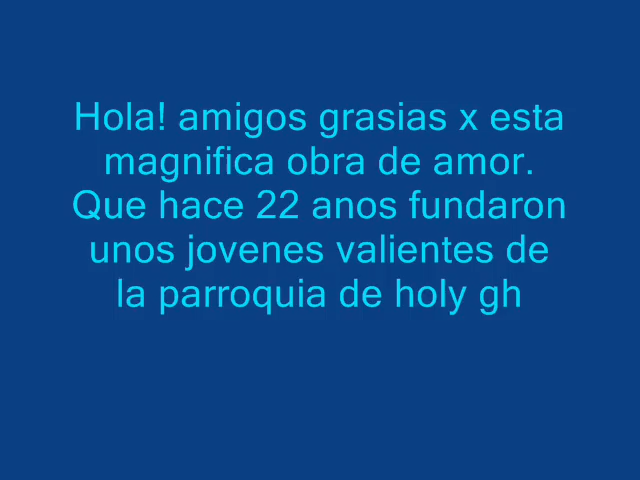 Hola! amigos grasias x esta
magnifica obra de amor.
Que hace 22 anos fundaron
unos jovenes valientes de
la parroquia de holy gh